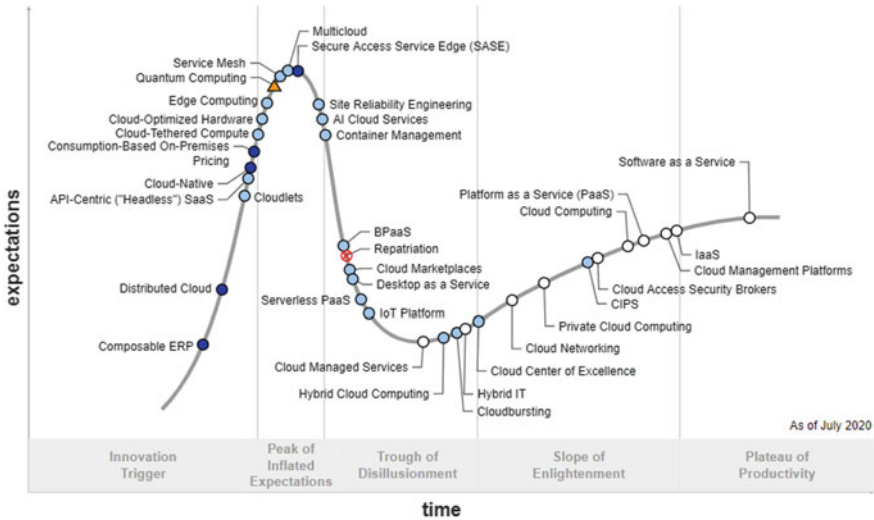 Multicloud
Secure Access Service Edge (SASE)
Service Mesh
Quantum Computing
Edge Computing
Site Reliability Engineering
Cloud-Optimized Hardware
AI Cloud Services
Cloud-Tethered Compute
Container Management
Consumption-Based On-Premises
Pricing
Software as a Service
Cloud-Native
API-Centric ("Headless") SaaS
Cloudlets
Platform as a Service (PaaS)
Cloud Computing
BPaaS
Repatriation
IaaS
Cloud Marketplaces
Cloud Management Platforms
Desktop as a Service
Distributed Cloud
Cloud Access Security Brokers
Serverless PaaS
CIPS
IoT Platform
Private Cloud Computing
Composable ERP
Cloud Networking
Cloud Managed Services
Cloud Center of Excellence
Hybrid Cloud Computing
Hybrid IT
Cloudbursting
As of July 2020
expectations
Innovation
Trigger
Peak of
Inflated
Expectations
Trough of
Disillusionment
Slope of
Enlightenment
Plateau of
Productivity
time